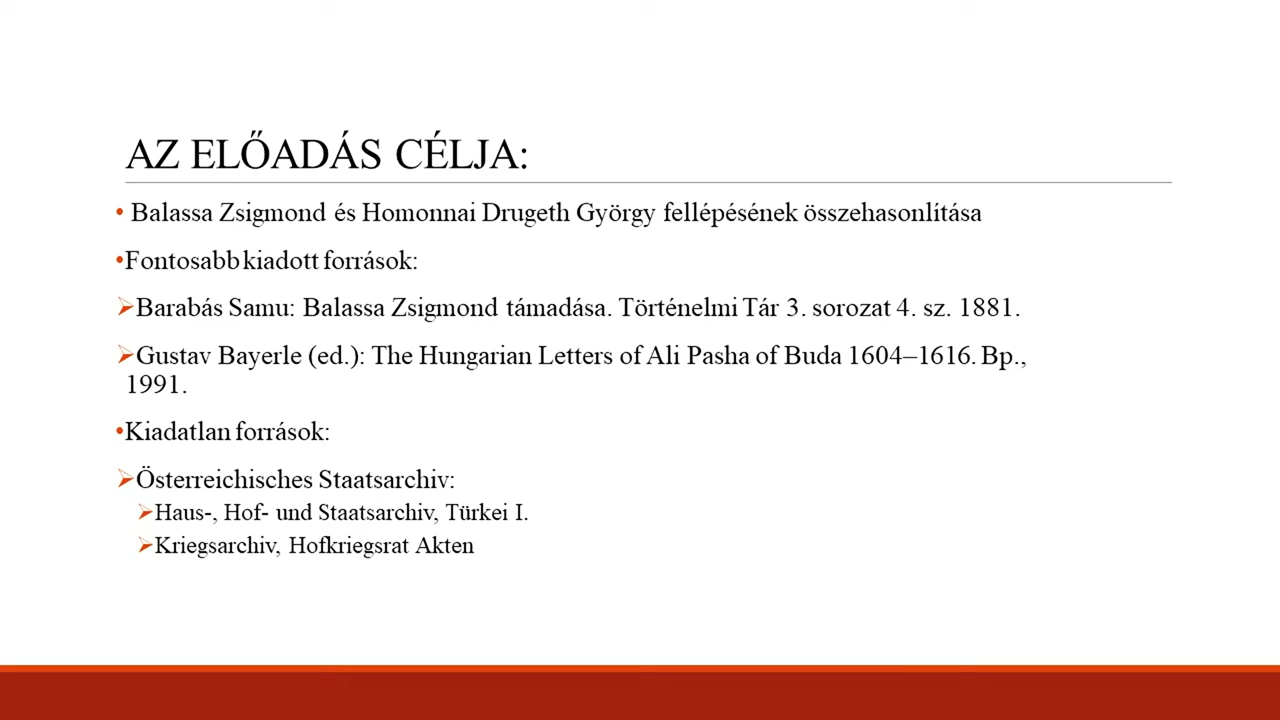 AZ ELŐADÁS CÉLJA:
• Balassa Zsigmond és Homonnai Drugeth György fellépésének összehasonlítása
•Fontosabb kiadott források:
➢Barabás Samu: Balassa Zsigmond támadása. Történelmi Tár 3. sorozat 4. sz. 1881.
➢Gustav Bayerle (ed.): The Hungarian Letters of Ali Pasha of Buda 1604–1616. Bp.,
1991.
•Kiadatlan források:
➢Österreichisches Staatsarchiv:
➢Haus-, Hof- und Staatsarchiv, Türkei I.
➢Kriegsarchiv, Hofkriegsrat Akten